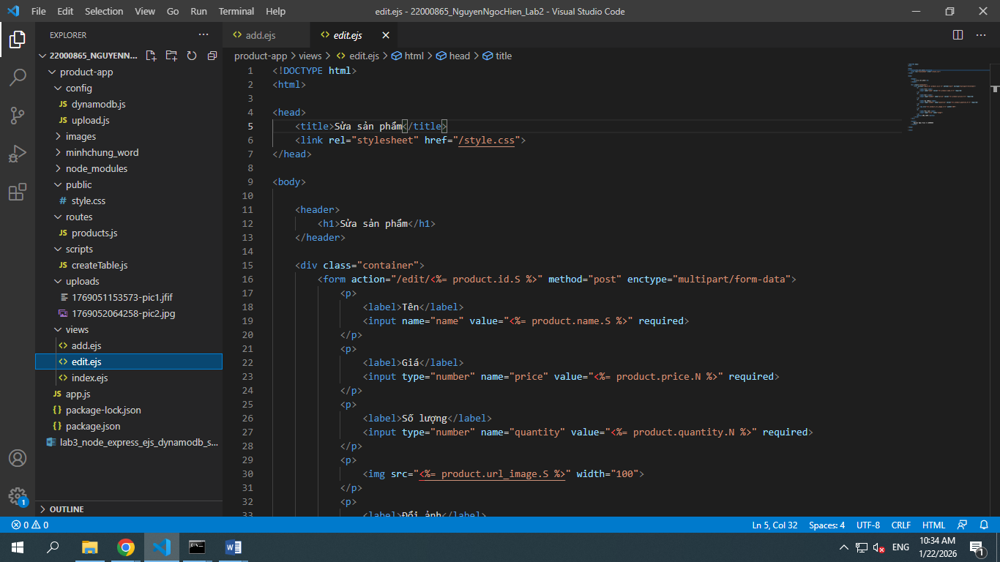 File Edit Selection View Go Run Terminal Help edit.ejs - 22000865_NguyenNgocHien_Lab2 - Visual Studio Code
EXPLORER
22000865_NGUYENN...
product-app
config
JS dynamodb.js
JS upload.js
images
minhchung_word
node_modules
public
# style.css
routes
JS products.js
scripts
JS createTable.js
uploads
1769051153573-pic1.jfif
1769052064258-pic2.jpg
views
<> add.ejs
<> edit.ejs
<> index.ejs
JS app.js
{} package-lock.json
{} package.json
lab3_node_express_ejs_dynamodb_s...
OUTLINE
<> add.ejs <> edit.ejs
product-app > views > <> edit.ejs > html > head > title
1 <!DOCTYPE html>
2 <html>
3
4 <head>
5 <title>Sửa sản phẩm</title>
6 <link rel="stylesheet" href="/style.css">
7 </head>
8
9 <body>
10
11 <header>
12 <h1>Sửa sản phẩm</h1>
13 </header>
14
15 <div class="container">
16 <form action="/edit/<%= product.id.S %>" method="post" enctype="multipart/form-data">
17 <p>
18 <label>Tên</label>
19 <input name="name" value="<%= product.name.S %>" required>
20 </p>
21 <p>
22 <label>Giá</label>
23 <input type="number" name="price" value="<%= product.price.N %>" required>
24 </p>
25 <p>
26 <label>Số lượng</label>
27 <input type="number" name="quantity" value="<%= product.quantity.N %>" required>
28 </p>
29 <p>
30 <img src="<%= product.url_image.S %>" width="100">
31 </p>
32 <p>
33 <label>Đổi ảnh</label>
0 0 Ln 5, Col 32 Spaces: 4 UTF-8 CRLF HTML
1
ENG
10:34 AM
1/22/2026
1